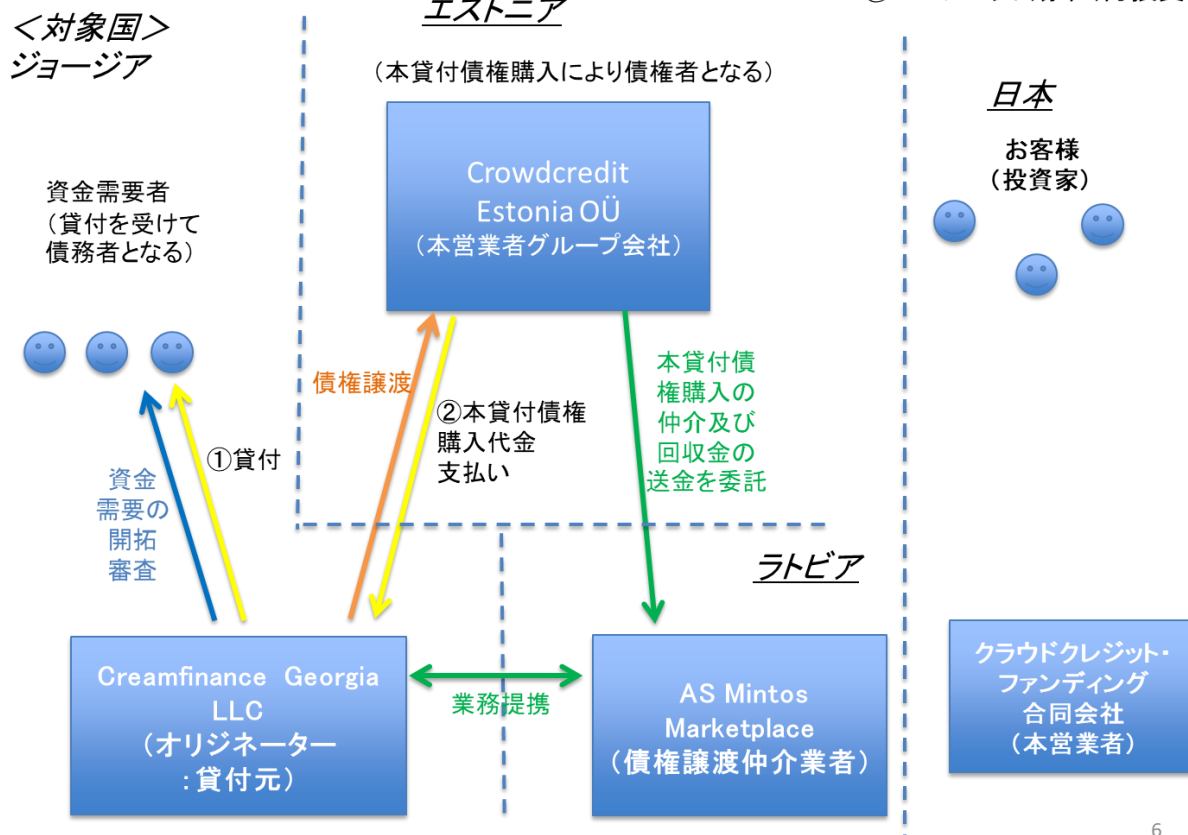 <対象国>
ジョージア
エストニア
(本貸付債権購入により債権者となる)
日本
お客様
(投資家)
Crowdcredit
Estonia OÜ
(本営業者グループ会社)
資金需要者
(貸付を受けて
債務者となる)
債権譲渡
②本貸付債権
購入代金
支払い
本貸付債
権購入の
仲介及び
回収金の
送金を委託
①貸付
資金
需要の
開拓
審査
ラトビア
Creamfinance Georgia
LLC
(オリジネーター
:貸付元)
業務提携
AS Mintos
Marketplace
(債権譲渡仲介業者)
クラウドクレジット・
ファンディング
合同会社
(本営業者)
6